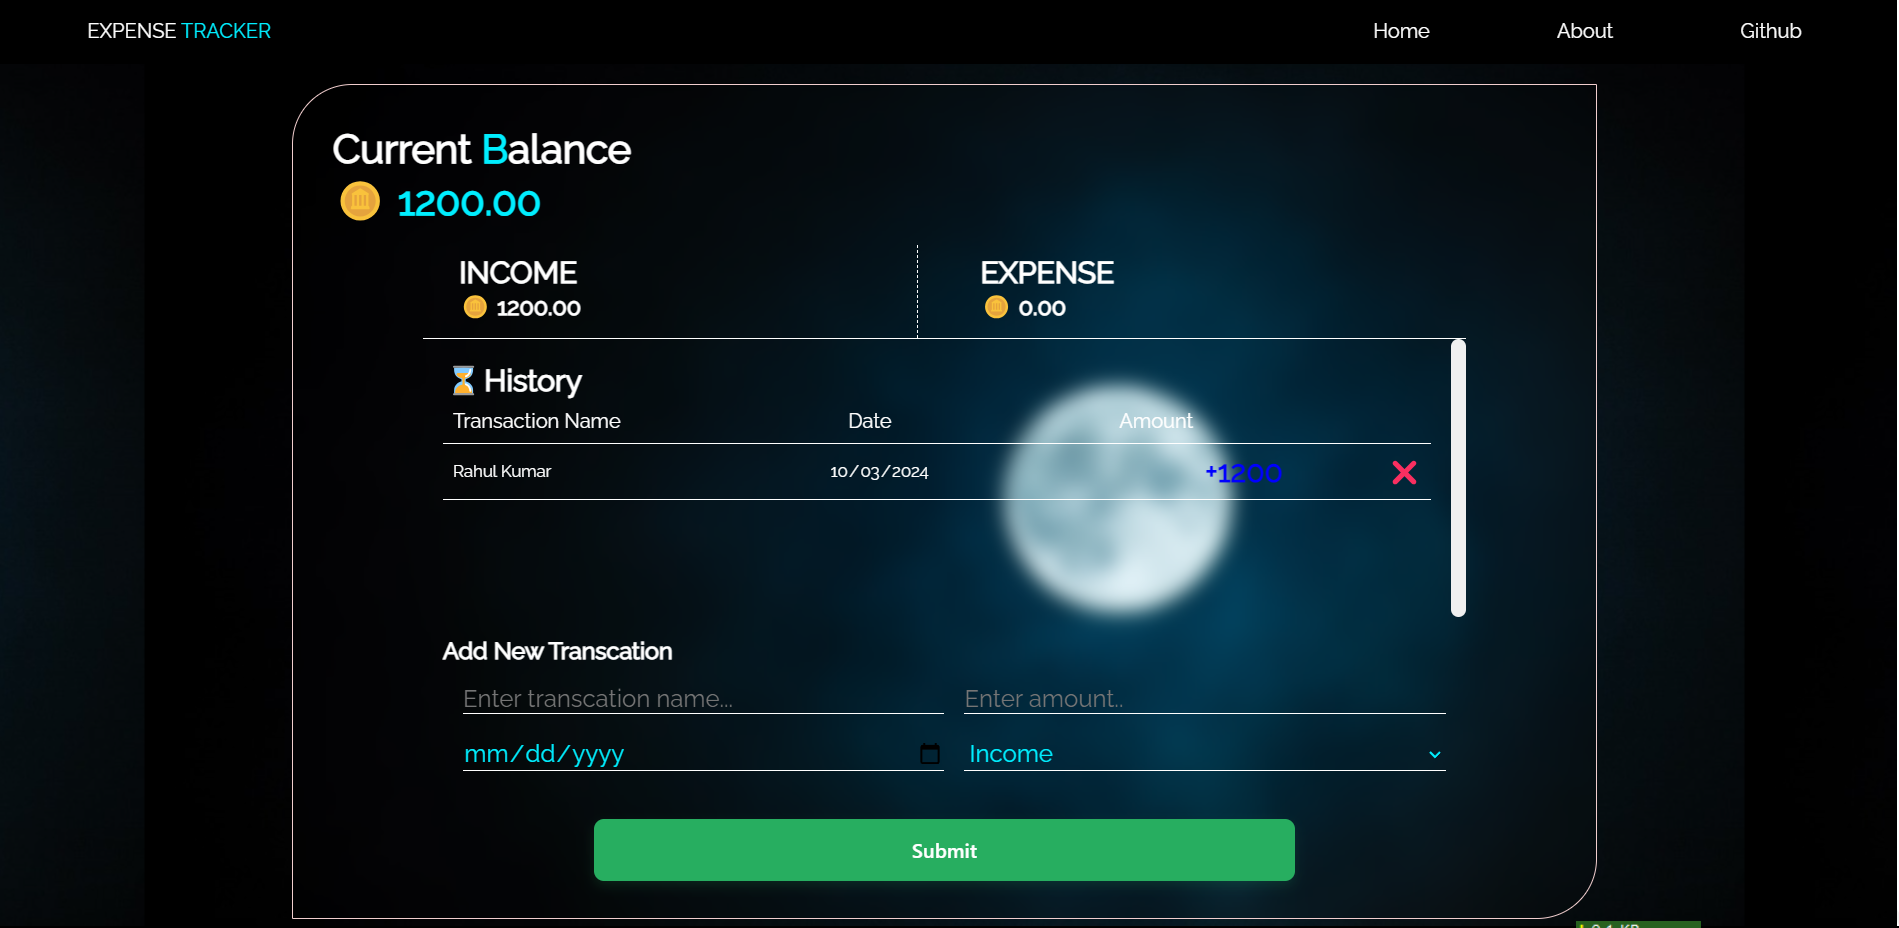 EXPENSE TRACKER
Home
About
Github
Current Balance
1200.00
INCOME
1200.00
EXPENSE
0.00
History
Transaction Name
Date
Amount
Rahul Kumar
10/03/2024
+1200
Add New Transcation
Enter transcation name...
Enter amount..
mm/dd/yyyy
Income
Submit